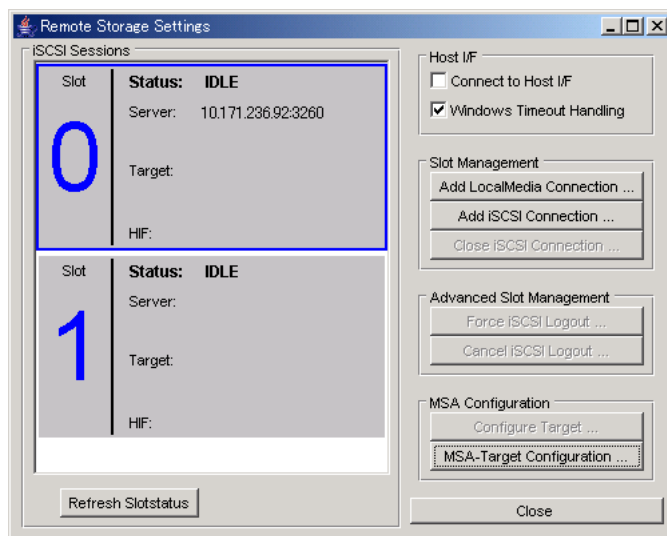 Remote Storage Settings
iSCSI Sessions
Slot
0
Status: IDLE
Server: 10.171.236.92:3260
Target:
HIF:
Slot
1
Status: IDLE
Server:
Target:
HIF:
Refresh Slotstatus
Host I/F
Connect to Host I/F
Windows Timeout Handling
Slot Management
Add LocalMedia Connection ...
Add iSCSI Connection ...
Close iSCSI Connection ...
Advanced Slot Management
Force iSCSI Logout ...
Cancel iSCSI Logout ...
MSA Configuration
Configure Target ...
MSA-Target Configuration ...
Close